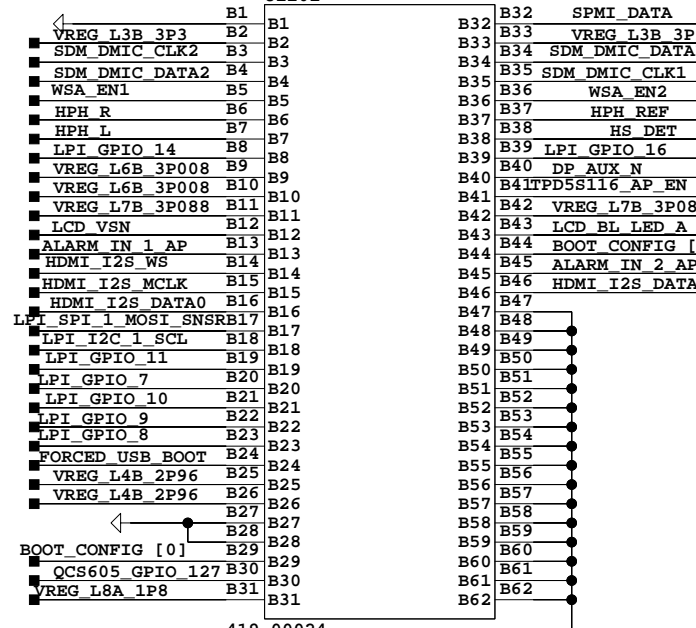 B1 B1 B32 B32 SPMI_DATA
VREG_L3B_3P3 B2 B2 B33 B33 VREG_L3B_3P
SDM_DMIC_CLK2 B3 B3 B34 B34 SDM_DMIC_DATA
SDM_DMIC_DATA2 B4 B4 B35 B35 SDM_DMIC_CLK1
WSA_EN1 B5 B5 B36 B36 WSA_EN2
HPH_R B6 B6 B37 B37 HPH_REF
HPH_L B7 B7 B38 B38 HS_DET
LPI_GPIO_14 B8 B8 B39 B39 LPI_GPIO_16
VREG_L6B_3P008 B9 B9 B40 B40 DP_AUX_N
VREG_L6B_3P008 B10 B10 B41 B41 TPD5S116_AP_EN
VREG_L7B_3P088 B11 B11 B42 B42 VREG_L7B_3P08
LCD_VSN B12 B12 B43 B43 LCD_BL_LED_A
ALARM_IN_1_AP B13 B13 B44 B44 BOOT_CONFIG [
HDMI_I2S_WS B14 B14 B45 B45 ALARM_IN_2_AP
HDMI_I2S_MCLK B15 B15 B46 B46 HDMI_I2S_DATA
HDMI_I2S_DATA0 B16 B16 B47 B47
LPI_SPI_1_MOSI_SNSR B17 B17 B48 B48
LPI_I2C_1_SCL B18 B18 B49 B49
LPI_GPIO_11 B19 B19 B50 B50
LPI_GPIO_7 B20 B20 B51 B51
LPI_GPIO_10 B21 B21 B52 B52
LPI_GPIO_9 B22 B22 B53 B53
LPI_GPIO_8 B23 B23 B54 B54
FORCED_USB_BOOT B24 B24 B55 B55
VREG_L4B_2P96 B25 B25 B56 B56
VREG_L4B_2P96 B26 B26 B57 B57
B27 B27 B58 B58
B28 B28 B59 B59
BOOT_CONFIG [0] B29 B29 B60 B60
QCS605_GPIO_127 B30 B30 B61 B61
VREG_L8A_1P8 B31 B31 B62 B62